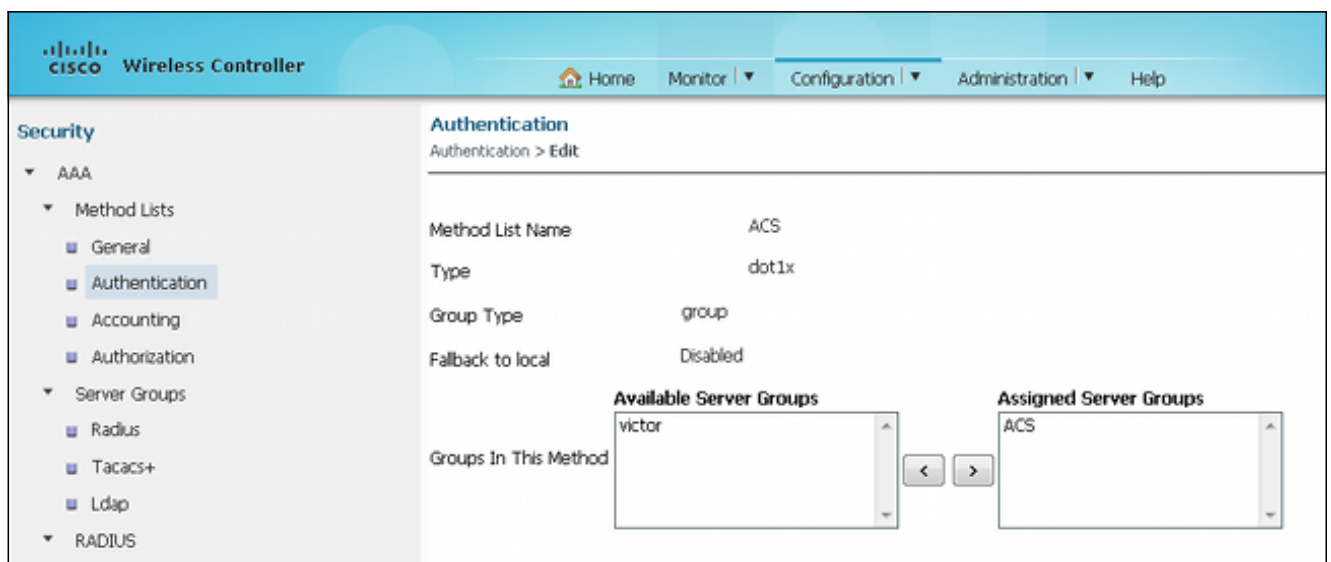 CISCO Wireless Controller
Home Monitor Configuration Administration Help
Security
AAA
Method Lists
General
Authentication
Accounting
Authorization
Server Groups
Radius
Tacacs+
Ldap
RADIUS
Authentication
Authentication > Edit
Method List Name ACS
Type dot1x
Group Type group
Fallback to local Disabled
Available Server Groups Assigned Server Groups
Groups In This Method victor < > ACS